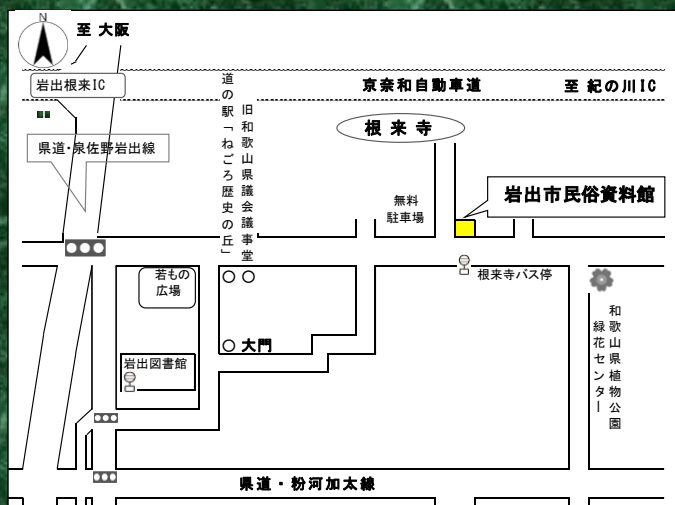 N
至 大阪
岩出根来IC
京奈和自動車道
至 紀の川IC
県道・泉佐野岩出線
道の駅「ねごろ歴史の丘」
旧和歌山県議会議事堂
根来寺
無料
駐車場
岩出市民俗資料館
若もの
広場
根来寺バス停
大門
岩出図書館
和歌山県植物公園
緑花センター
県道・粉河加太線